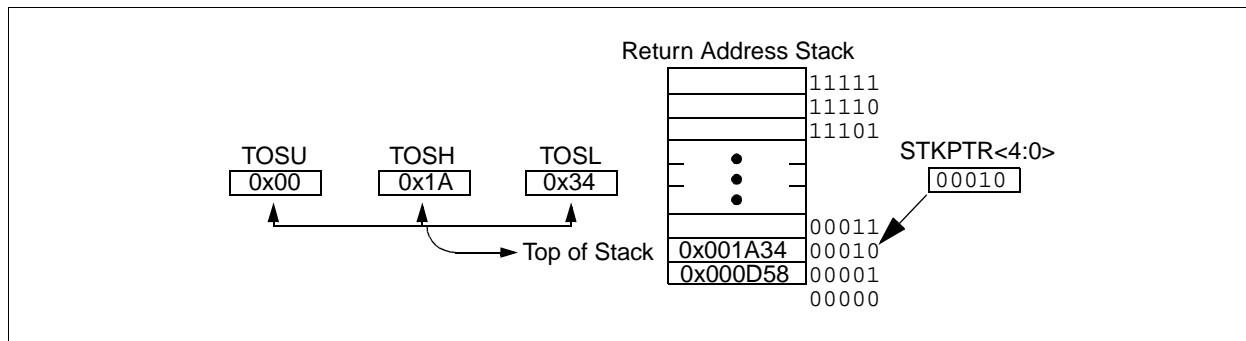 Return Address Stack
11111
11110
11101
TOSU TOSH TOSL
0x00 0x1A 0x34
STKPTR<4:0>
00010
00011
Top of Stack 0x001A34 00010
0x000D58 00001
00000